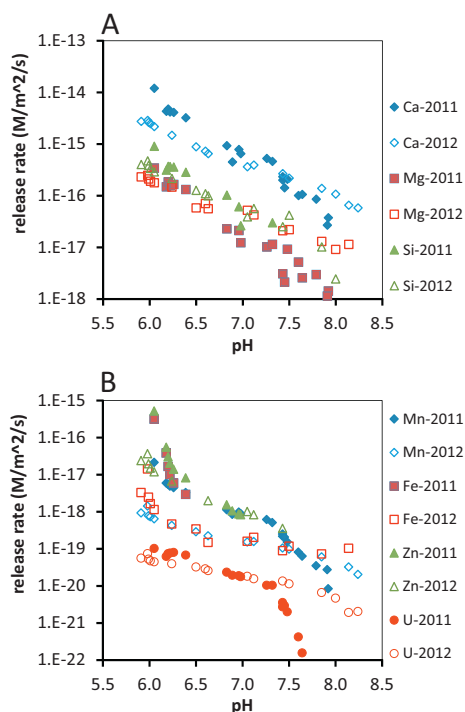 A
1.E-13
1.E-14
1.E-15
1.E-16
1.E-17
1.E-18
release rate (M/m^2/s)
5.5 6.0 6.5 7.0 7.5 8.0 8.5
pH
Ca-2011
Ca-2012
Mg-2011
Mg-2012
Si-2011
Si-2012
B
1.E-15
1.E-16
1.E-17
1.E-18
1.E-19
1.E-20
1.E-21
1.E-22
release rate (M/m^2/s)
5.5 6.0 6.5 7.0 7.5 8.0 8.5
pH
Mn-2011
Mn-2012
Fe-2011
Fe-2012
Zn-2011
Zn-2012
U-2011
U-2012